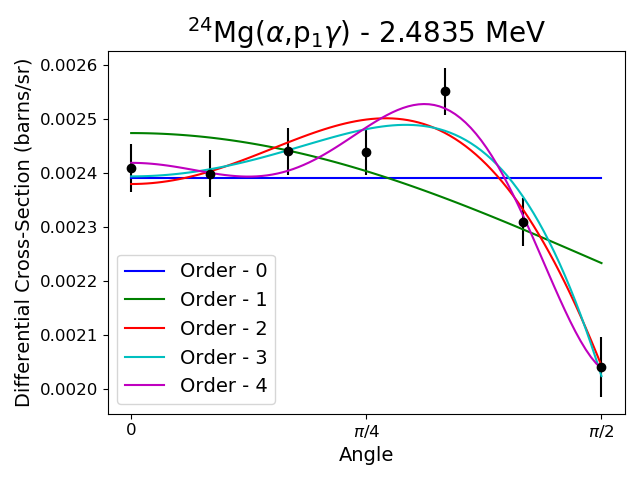 ²⁴Mg(α,p₁γ) - 2.4835 MeV
Differential Cross-Section (barns/sr)
0.0026
0.0025
0.0024
0.0023
0.0022
0.0021
0.0020
Order - 0
Order - 1
Order - 2
Order - 3
Order - 4
0
π/4
π/2
Angle